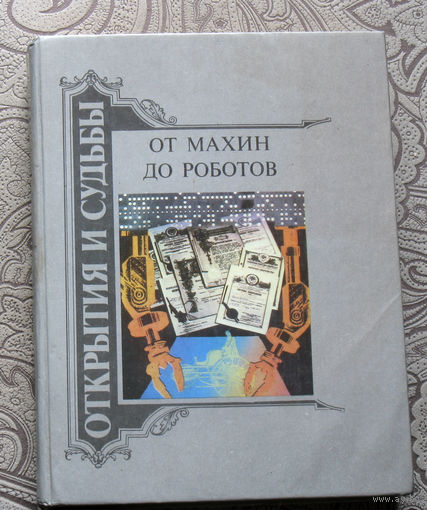 ОТКРЫТИЯ И СУДЬБЫ
ОТ МАХИН
ДО РОБОТОВ